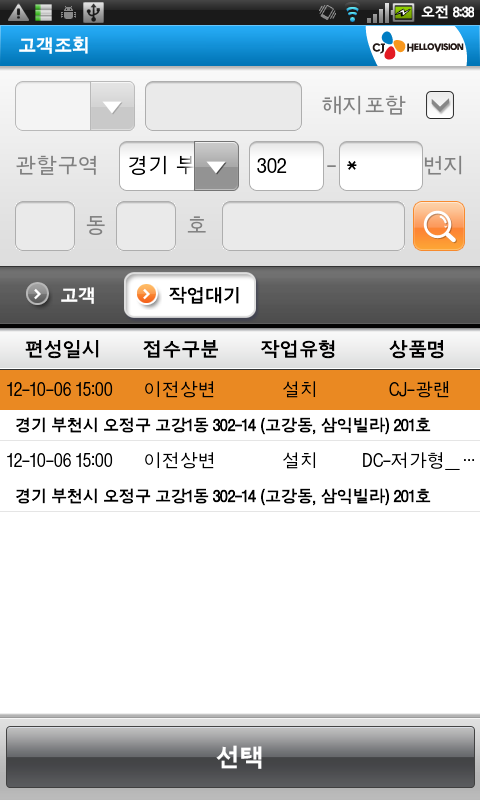 오전 8:38
고객조회
CJ HELLOVISION
해지포함
관할구역 경기 부 302 - * 번지
동 호
고객 작업대기
편성일시 접수구분 작업유형 상품명
12-10-06 15:00 이전상변 설치 CJ-광랜
경기 부천시 오정구 고강1동 302-14 (고강동, 삼익빌라) 201호
12-10-06 15:00 이전상변 설치 DC-저가형__ ···
경기 부천시 오정구 고강1동 302-14 (고강동, 삼익빌라) 201호
선택